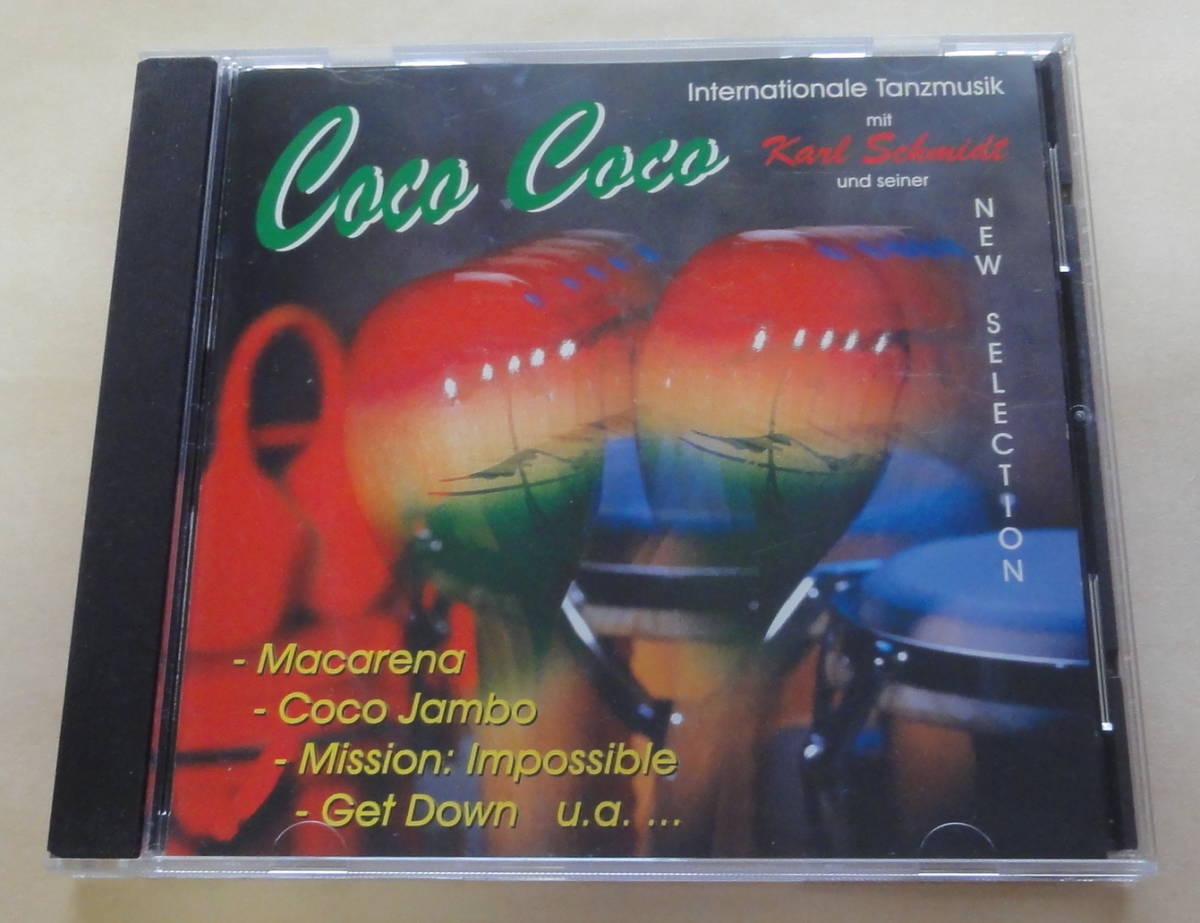 Coco Coco
Internationale Tanzmusik
mit
Karl Schmidt
und seiner
NEW SELECTION
- Macarena
- Coco Jambo
- Mission: Impossible
- Get Down u.a. ...